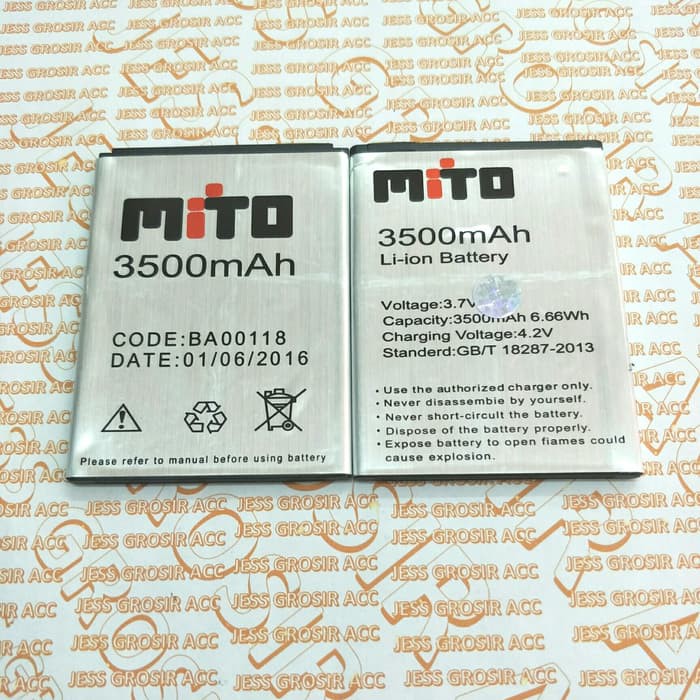 MiTO
3500mAh
CODE:BA00118
DATE:01/06/2016
Please refer to manual before using battery
MiTO
3500mAh
Li-ion Battery
Voltage:3.7V
Capacity:3500mAh 6.66Wh
Charging Voltage:4.2V
Standard:GB/T 18287-2013
• Use the authorized charger only.
• Never disassemble by yourself.
• Never short-circult the battery.
• Dispose of the battery properly.
• Expose battery to open fiames could
cause explosion.
JESS GROSIR ACC